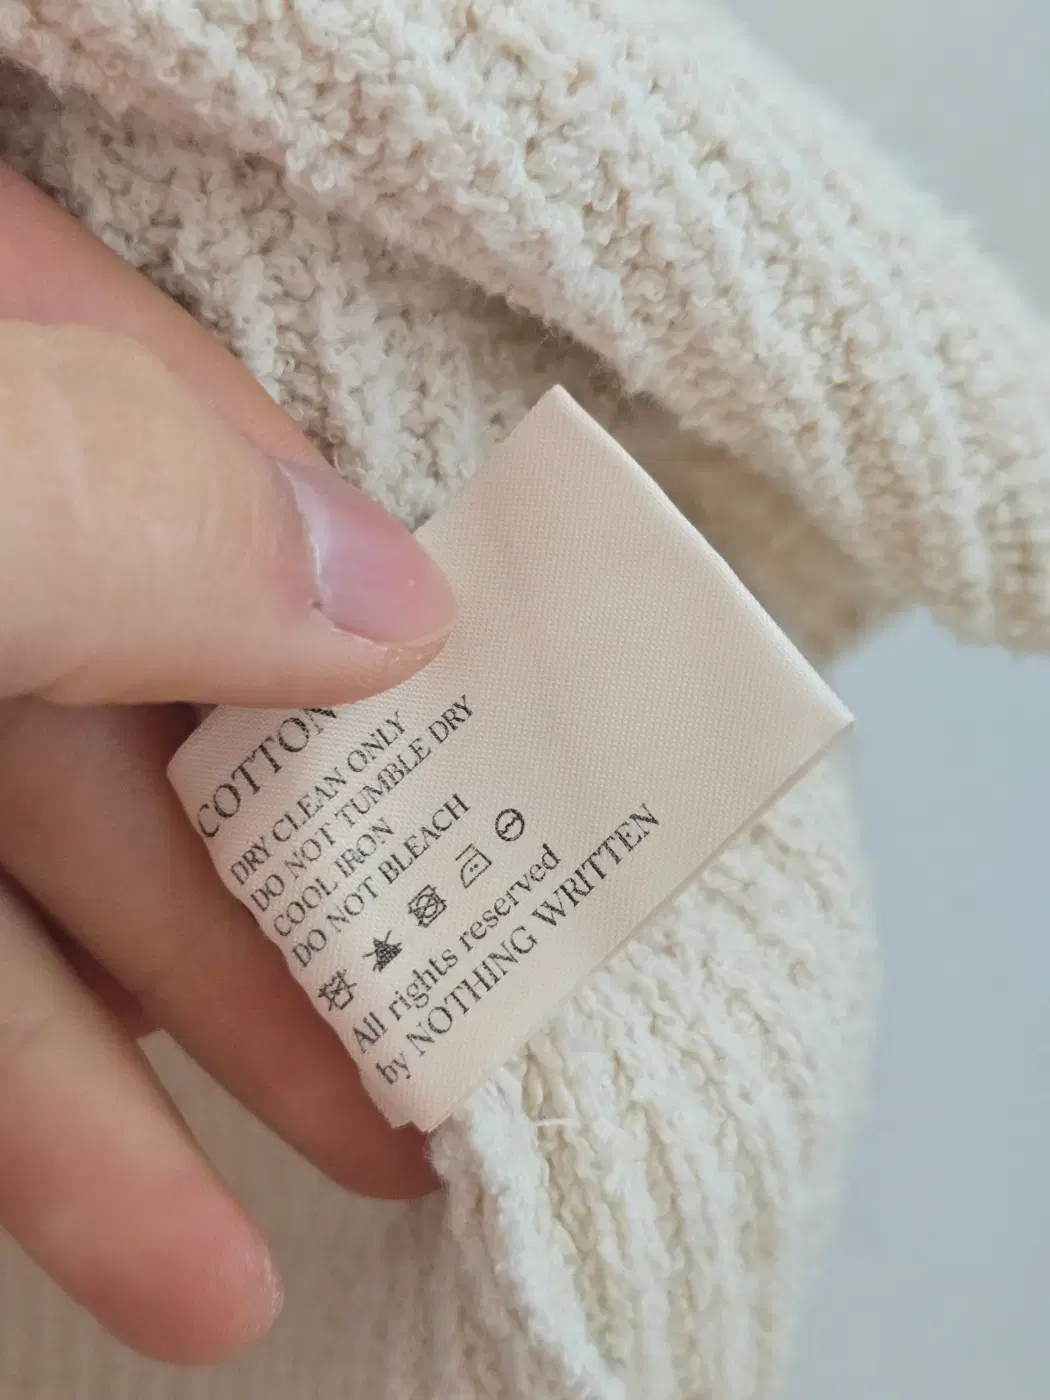 COTTON
DRY CLEAN ONLY
DO NOT TUMBLE DRY
COOL IRON
DO NOT BLEACH
All rights reserved
by NOTHING WRITTEN